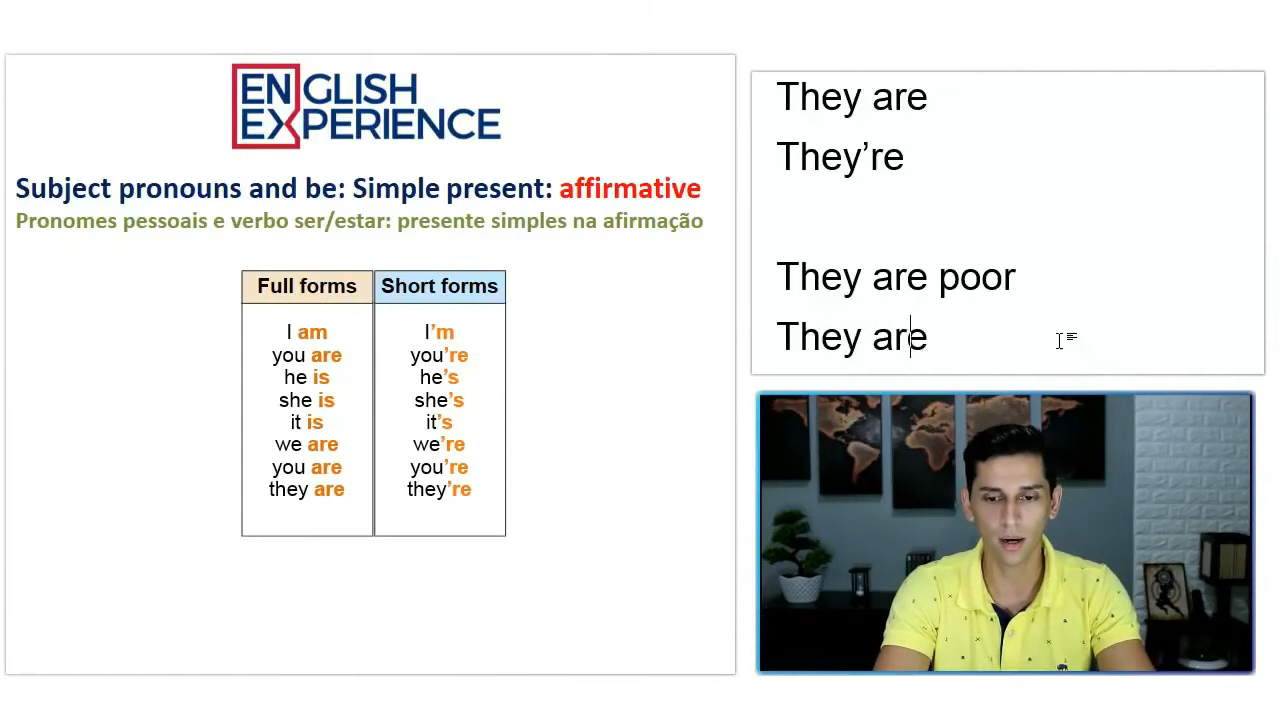 ENGLISH
EXPERIENCE
Subject pronouns and be: Simple present: affirmative
Pronomes pessoais e verbo ser/estar: presente simples na afirmação
Full forms
I am
you are
he is
she is
it is
we are
you are
they are
Short forms
I’m
you’re
he’s
she’s
it’s
we’re
you’re
they’re
They are
They’re
They are poor
They are